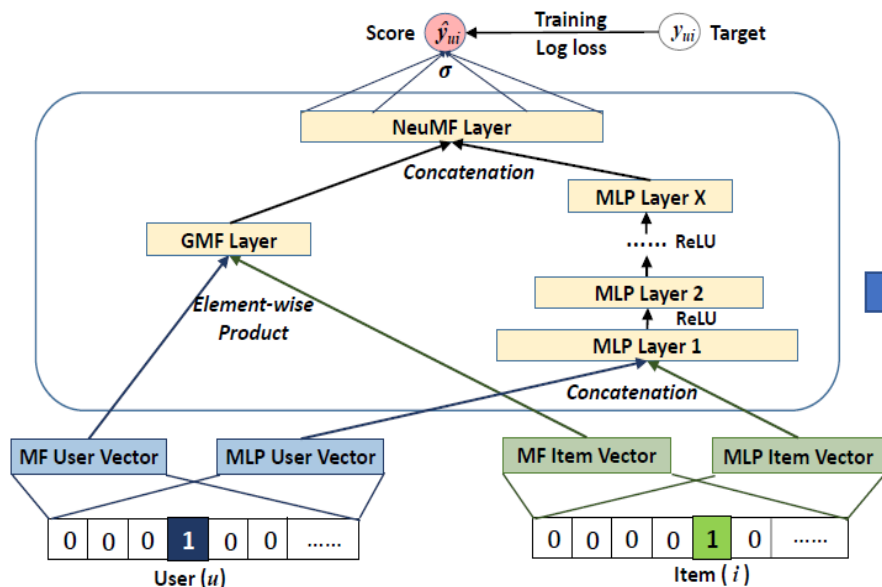 Score ŷui Training yui Target
Log loss
σ
NeuMF Layer
Concatenation
MLP Layer X
GMF Layer
...... ReLU
Element-wise
Product
MLP Layer 2
ReLU
MLP Layer 1
Concatenation
MF User Vector MLP User Vector MF Item Vector MLP Item Vector
0 0 0 1 0 0 ...... 0 0 0 0 1 0 ......
User (u) Item ( i )